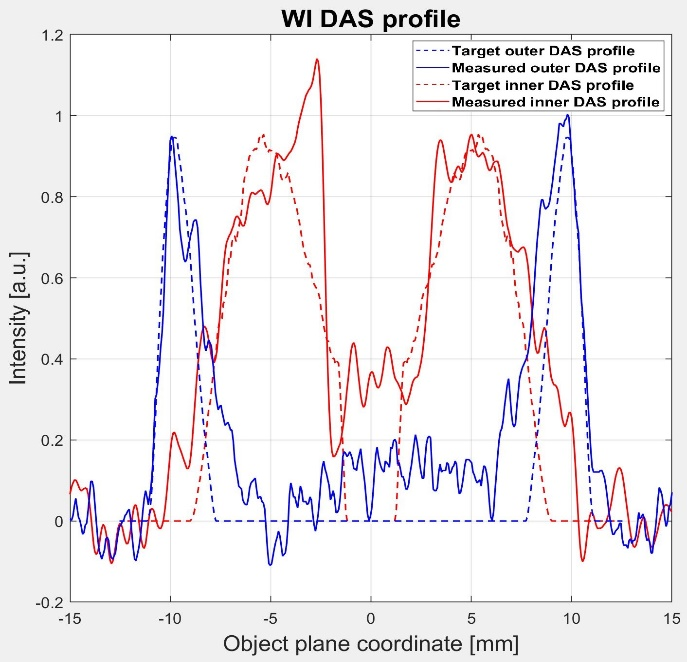 WI DAS profile
Target outer DAS profile
Measured outer DAS profile
Target inner DAS profile
Measured inner DAS profile
1.2
1
0.8
0.6
0.4
0.2
0
-0.2
Intensity [a.u.]
-15 -10 -5 0 5 10 15
Object plane coordinate [mm]